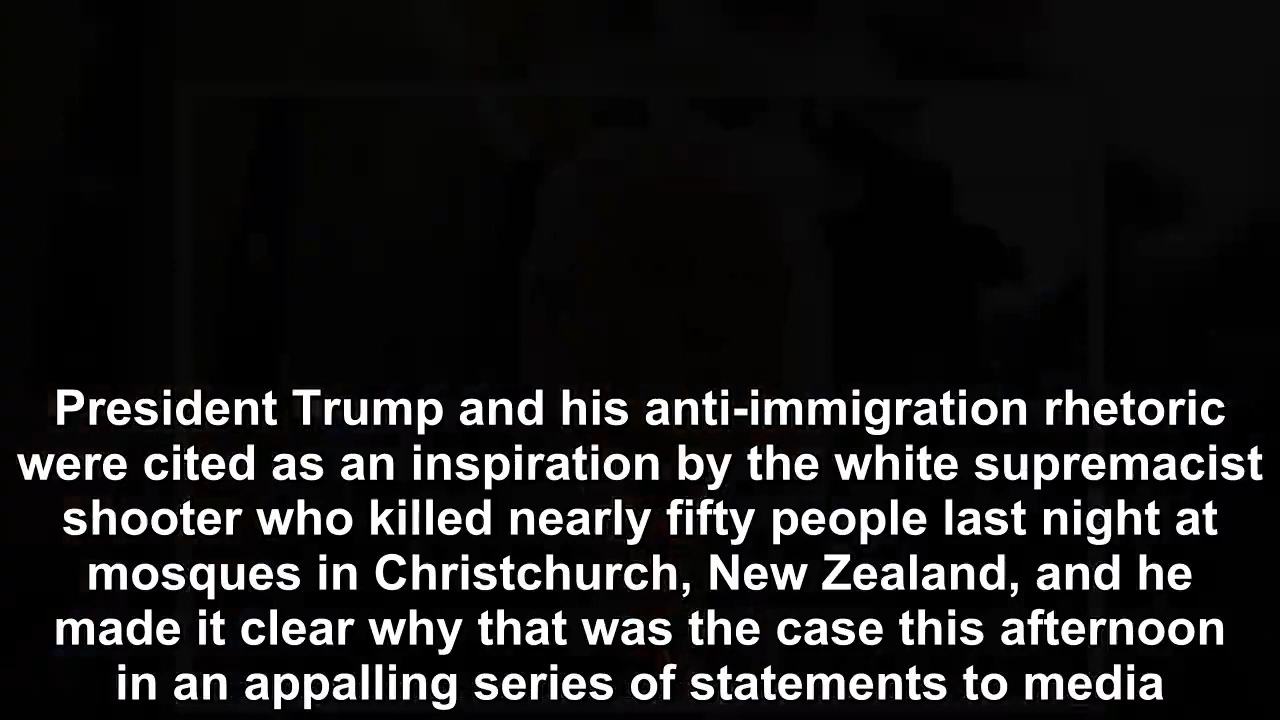 President Trump and his anti-immigration rhetoric
were cited as an inspiration by the white supremacist
shooter who killed nearly fifty people last night at
mosques in Christchurch, New Zealand, and he
made it clear why that was the case this afternoon
in an appalling series of statements to media